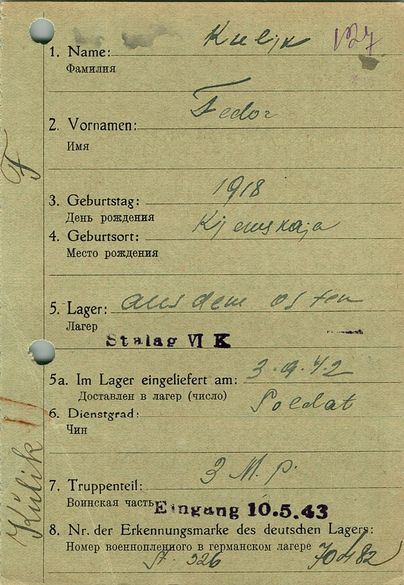 1. Name: Kulik 127
Фамилия
F
2. Vornamen: Fedor
Имя
3. Geburtstag: 1918
День рождения
4. Geburtsort: Kijewskaja
Место рождения
5. Lager: aus dem osten
Лагер
Stalag VI K
5a. Im Lager eingeliefert am: 3.9.42
Доставлен в лагер (число)
6. Dienstgrad: Soldat
Чин
Kulik
7. Truppenteil: 3 M. p.
Воинская часть
Eingang 10.5.43
8. Nr. der Erkennungsmarke des deutschen Lagers:
Номер военнопленного в германском лагере 70482
326